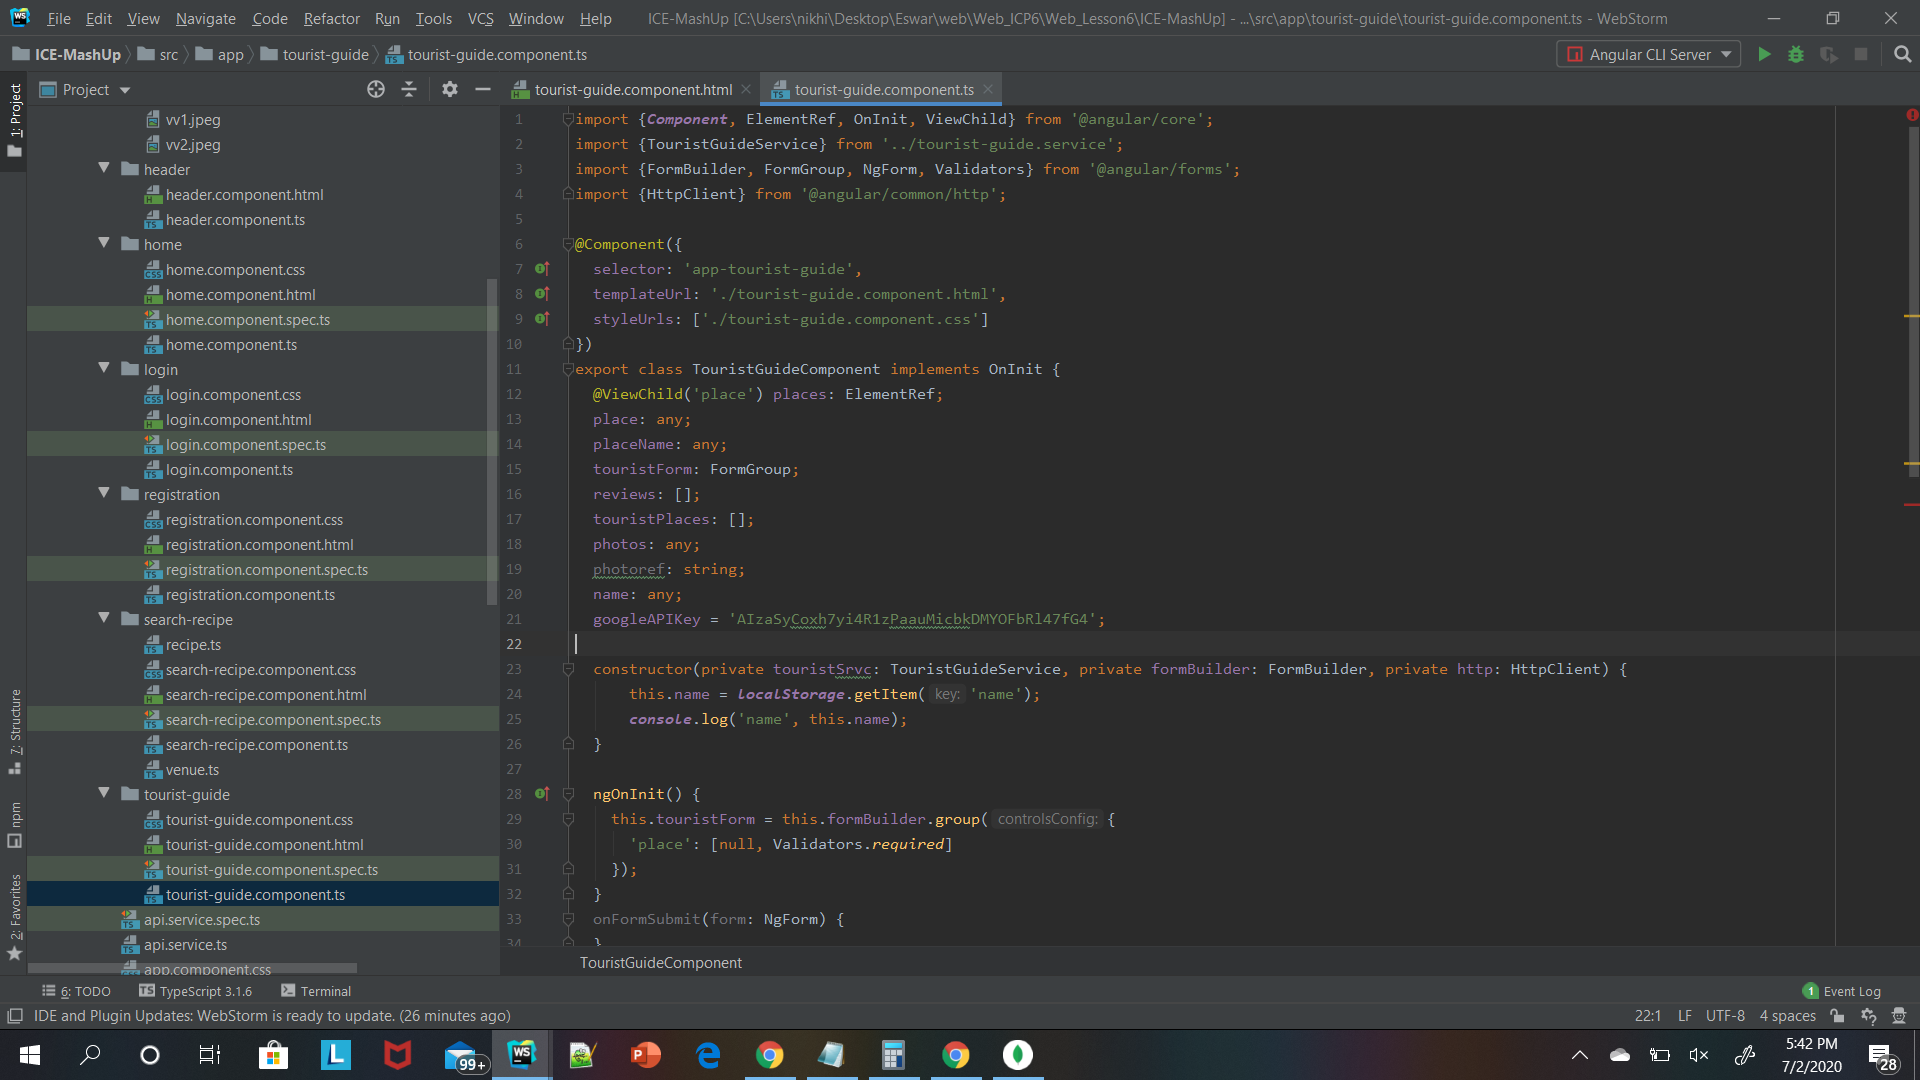 File Edit View Navigate Code Refactor Run Tools VCS Window Help ICE-MashUp [C:\Users\nikhi\Desktop\Eswar\web\Web_ICP6\Web_Lesson6\ICE-MashUp] - ...\src\app\tourist-guide\tourist-guide.component.ts - WebStorm
ICE-MashUp src app tourist-guide tourist-guide.component.ts Angular CLI Server
Project
tourist-guide.component.html tourist-guide.component.ts
1: Project
7: Structure
npm
2: Favorites
vv1.jpeg
vv2.jpeg
header
header.component.html
header.component.ts
home
home.component.css
home.component.html
home.component.spec.ts
home.component.ts
login
login.component.css
login.component.html
login.component.spec.ts
login.component.ts
registration
registration.component.css
registration.component.html
registration.component.spec.ts
registration.component.ts
search-recipe
recipe.ts
search-recipe.component.css
search-recipe.component.html
search-recipe.component.spec.ts
search-recipe.component.ts
venue.ts
tourist-guide
tourist-guide.component.css
tourist-guide.component.html
tourist-guide.component.spec.ts
tourist-guide.component.ts
api.service.spec.ts
api.service.ts
app.component.css
1 import {Component, ElementRef, OnInit, ViewChild} from '@angular/core';
2 import {TouristGuideService} from '../tourist-guide.service';
3 import {FormBuilder, FormGroup, NgForm, Validators} from '@angular/forms';
4 import {HttpClient} from '@angular/common/http';
5
6 @Component({
7 selector: 'app-tourist-guide',
8 templateUrl: './tourist-guide.component.html',
9 styleUrls: ['./tourist-guide.component.css']
10 })
11 export class TouristGuideComponent implements OnInit {
12 @ViewChild('place') places: ElementRef;
13 place: any;
14 placeName: any;
15 touristForm: FormGroup;
16 reviews: [];
17 touristPlaces: [];
18 photos: any;
19 photoref: string;
20 name: any;
21 googleAPIKey = 'AIzaSyCoxh7yi4R1zPaauMicbkDMYOFbRl47fG4';
22
23 constructor(private touristSrvc: TouristGuideService, private formBuilder: FormBuilder, private http: HttpClient) {
24 this.name = localStorage.getItem( key: 'name');
25 console.log('name', this.name);
26 }
27
28 ngOnInit() {
29 this.touristForm = this.formBuilder.group( controlsConfig: {
30 'place': [null, Validators.required]
31 });
32 }
33 onFormSubmit(form: NgForm) {
34 }
TouristGuideComponent
6: TODO TypeScript 3.1.6 Terminal 1 Event Log
IDE and Plugin Updates: WebStorm is ready to update. (26 minutes ago) 22:1 LF UTF-8 4 spaces
L 99+ WS P 5:42 PM
7/2/2020 28